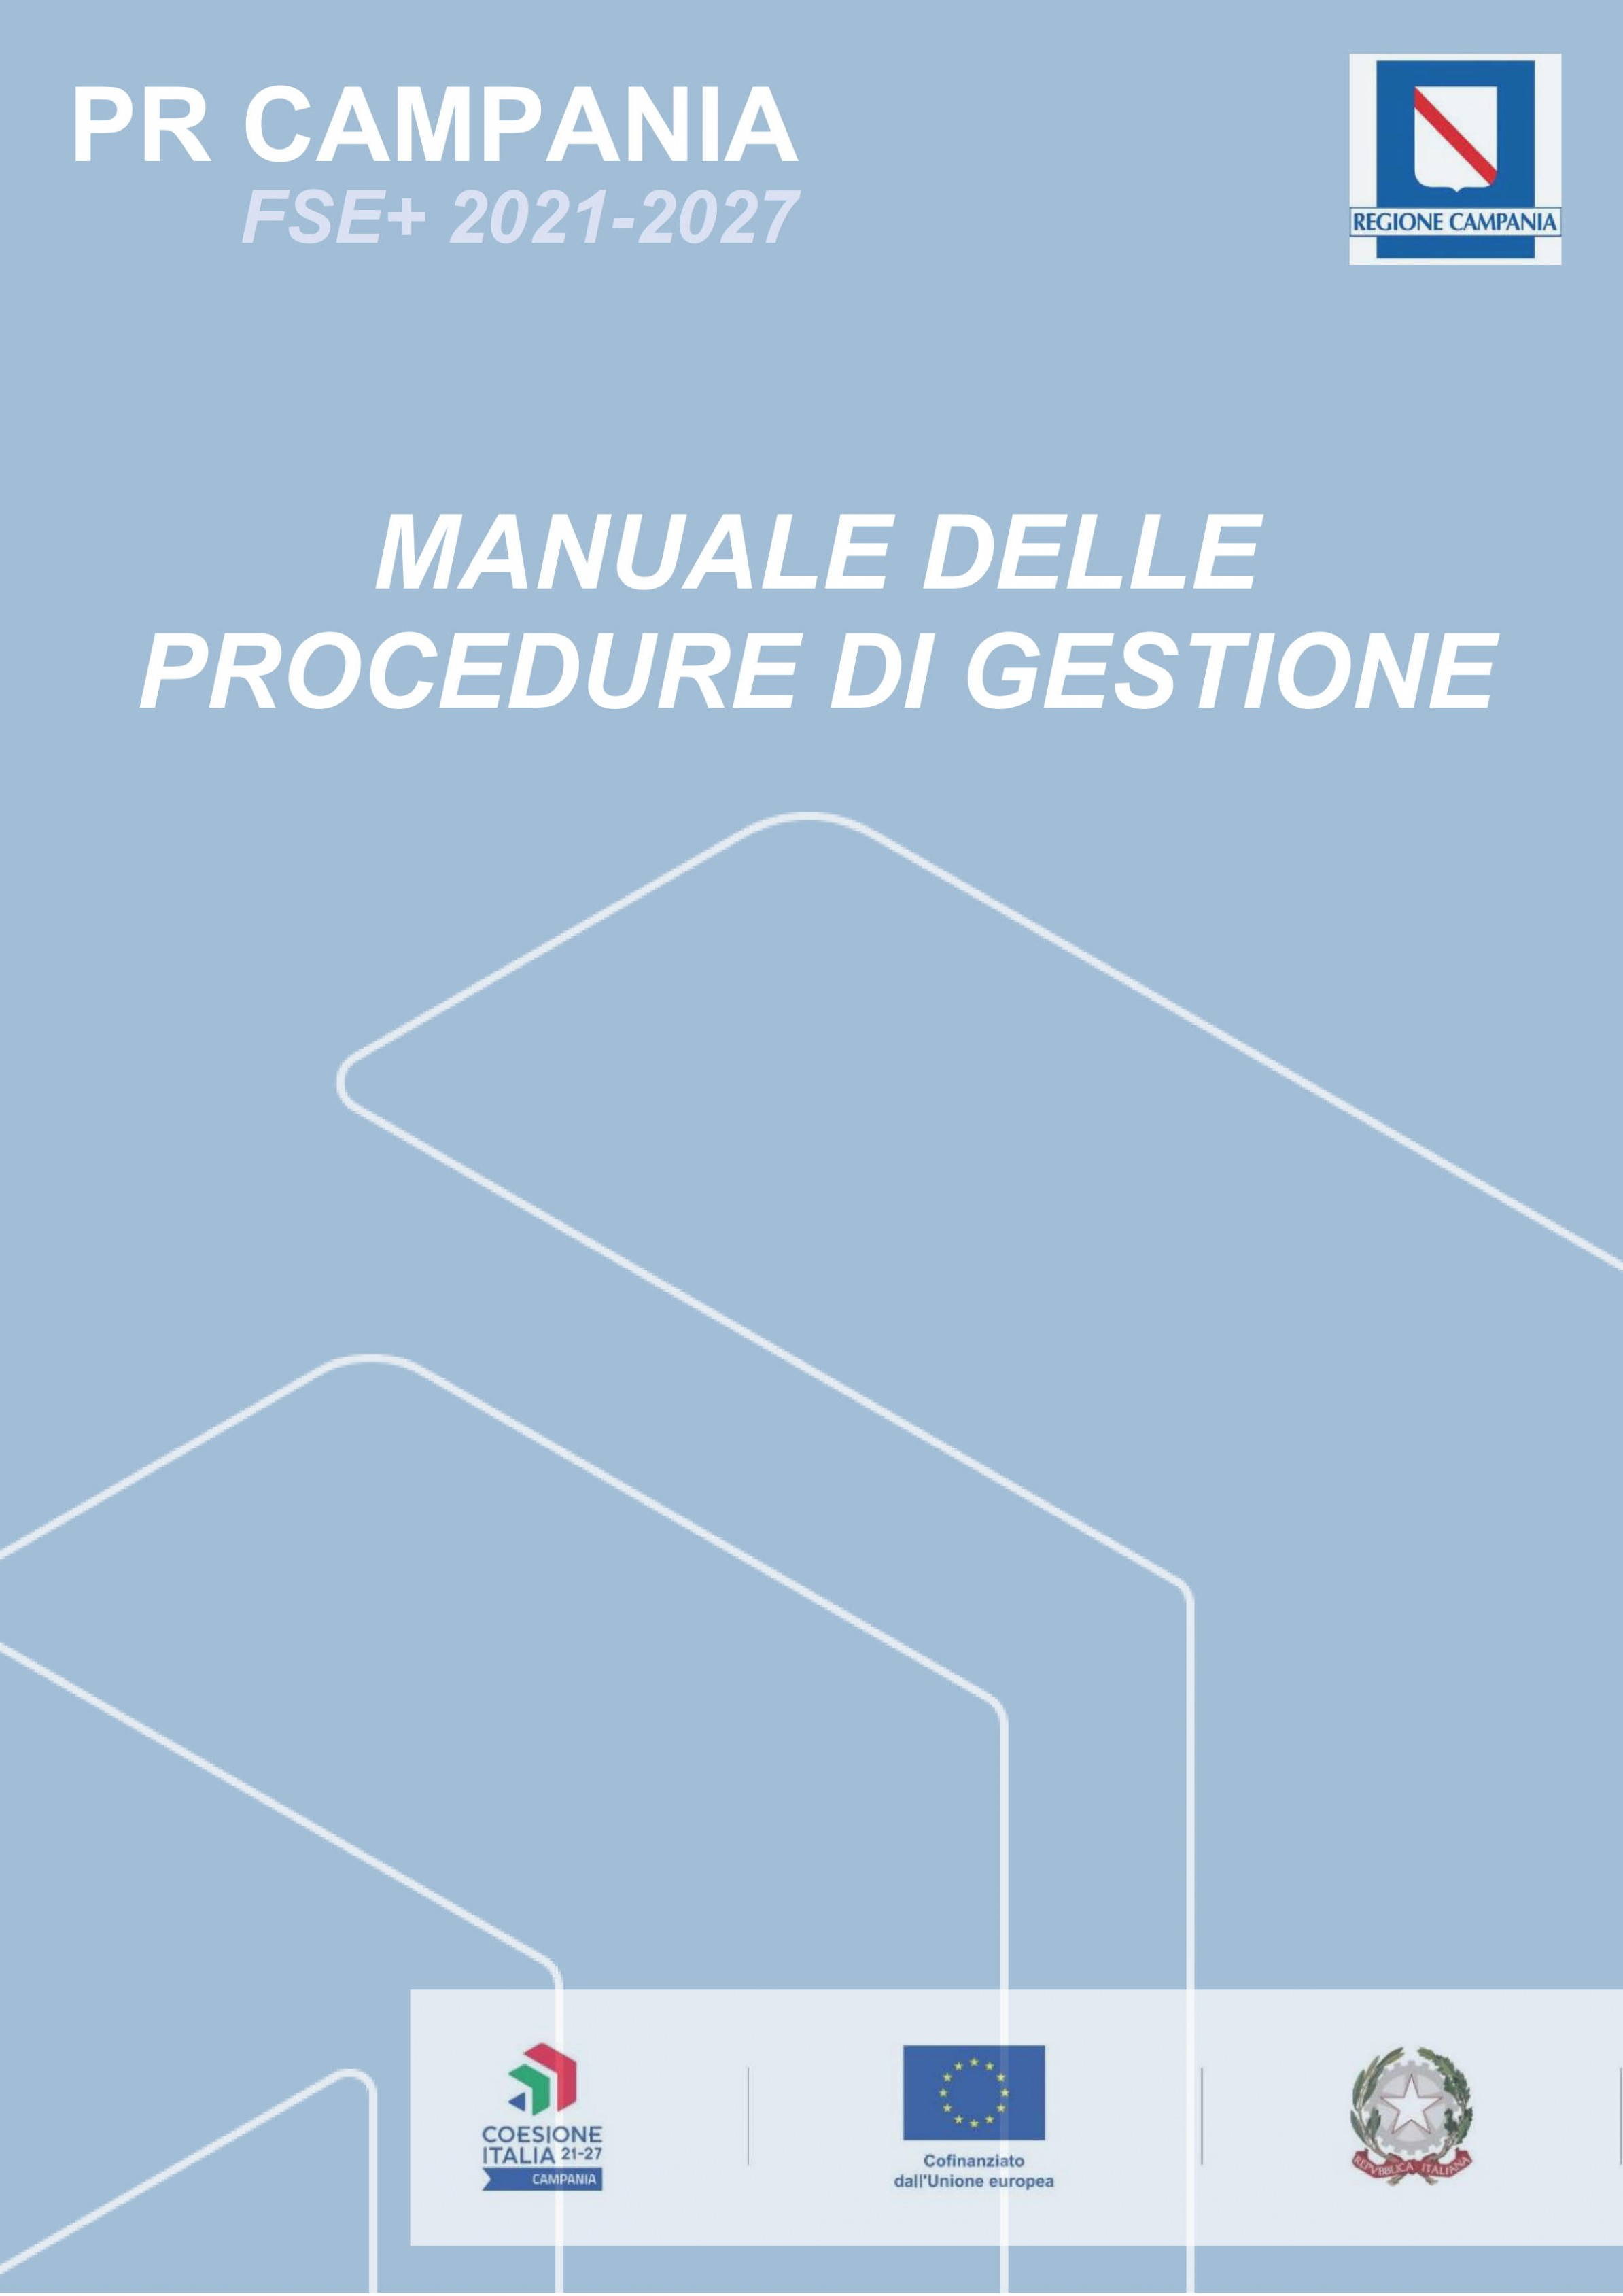 PR CAMPANIA
FSE+ 2021-2027
REGIONE CAMPANIA
MANUALE DELLE
PROCEDURE DI GESTIONE
COESIONE
ITALIA 21-27
CAMPANIA
Cofinanziato
dall'Unione europea
REPVBBLICA ITALIANA